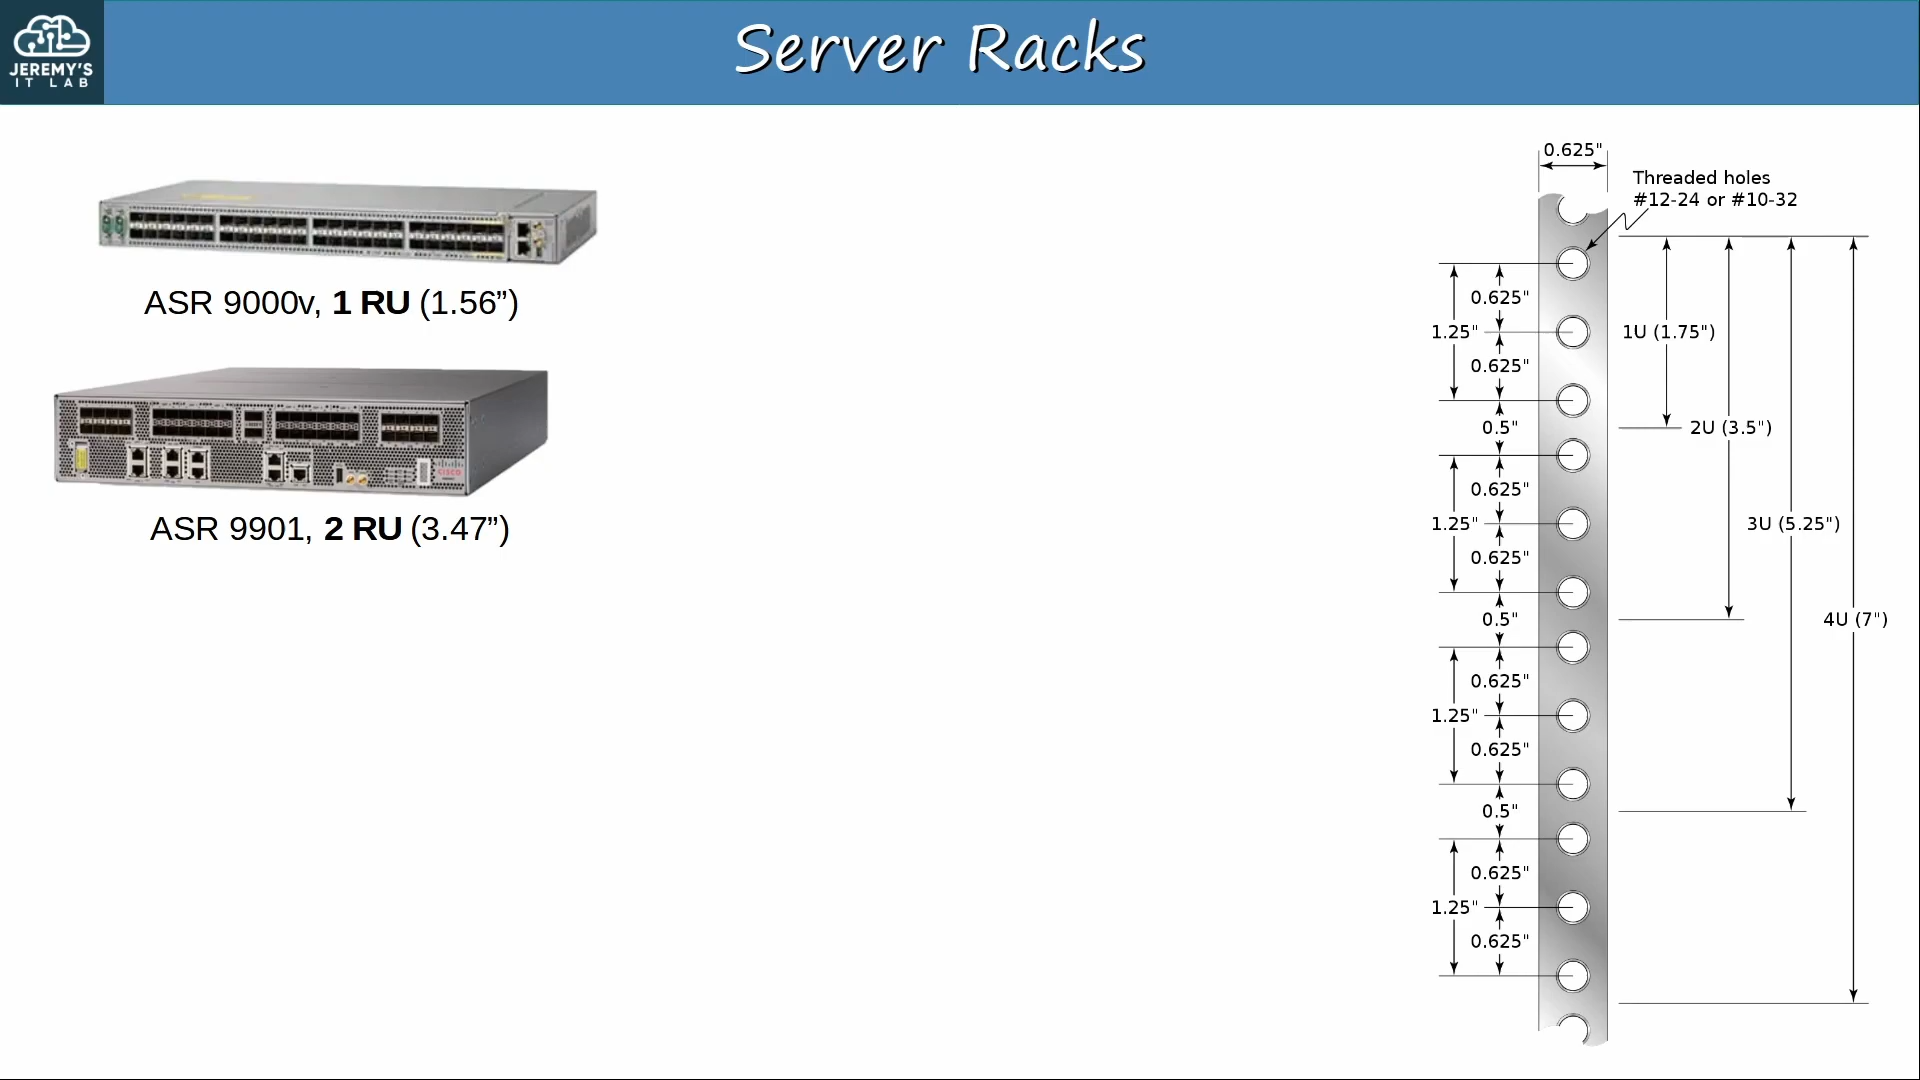 JEREMY'S
IT LAB
Server Racks
ASR 9000v, 1 RU (1.56”)
CISCO
ASR 9901, 2 RU (3.47”)
0.625"
Threaded holes
#12-24 or #10-32
0.625"
1.25"
0.625"
0.5"
0.625"
1.25"
0.625"
0.5"
0.625"
1.25"
0.625"
0.5"
0.625"
1.25"
0.625"
1U (1.75")
2U (3.5")
3U (5.25")
4U (7")